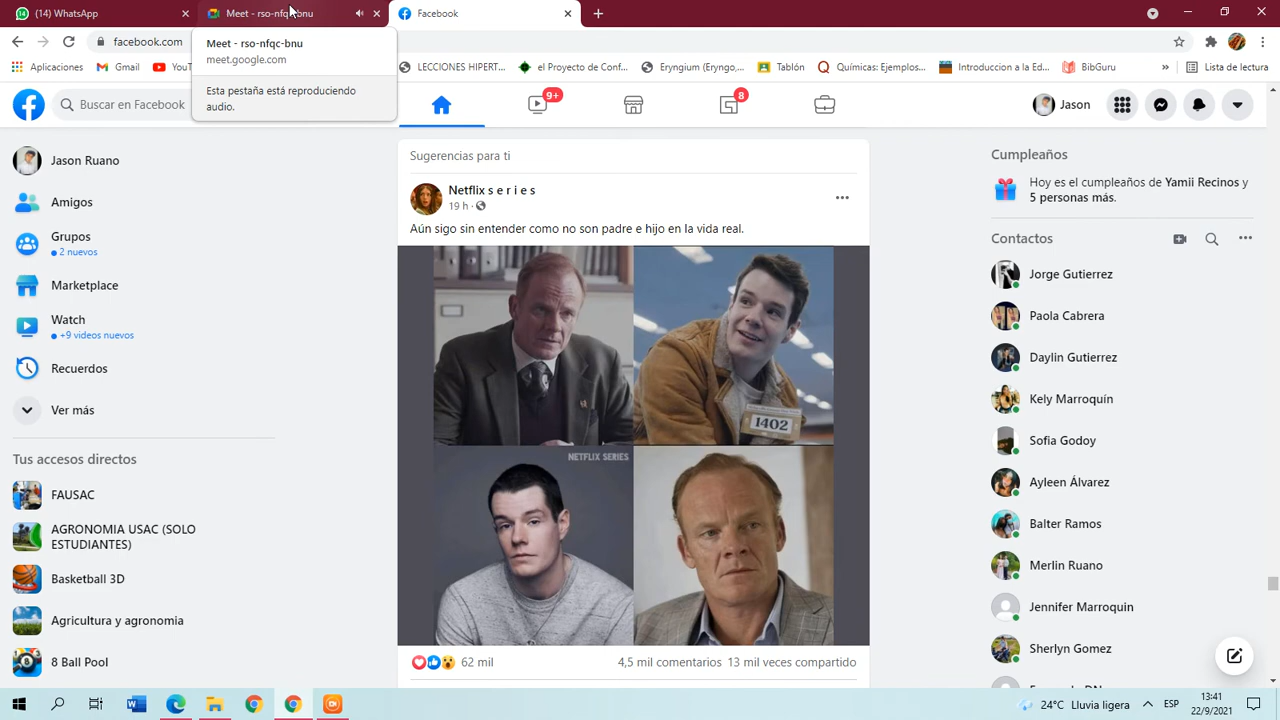 (14) WhatsApp
Meet - rso-nfqc-bnu
Facebook
facebook.com
Meet - rso-nfqc-bnu
meet.google.com
Esta pestaña está reproduciendo
audio.
Aplicaciones
Gmail
LECCIONES HIPERT...
el Proyecto de Conf...
Eryngium (Eryngo,...
Tablón
Químicas: Ejemplos...
Introduccion a la Ed...
BibGuru
»
Lista de lectura
Buscar en Facebook
9+
8
Jason
Jason Ruano
Amigos
Grupos
2 nuevos
Marketplace
Watch
+9 videos nuevos
Recuerdos
Ver más
Tus accesos directos
FAUSAC
AGRONOMIA USAC (SOLO
ESTUDIANTES)
Basketball 3D
Agricultura y agronomia
8 Ball Pool
Sugerencias para ti
Netflix s e r i e s
19 h ·
Aún sigo sin entender como no son padre e hijo en la vida real.
1402
NETFLIX SERIES
62 mil
4,5 mil comentarios 13 mil veces compartido
Cumpleaños
Hoy es el cumpleaños de Yamii Recinos y
5 personas más.
Contactos
Jorge Gutierrez
Paola Cabrera
Daylin Gutierrez
Kely Marroquín
Sofia Godoy
Ayleen Álvarez
Balter Ramos
Merlin Ruano
Jennifer Marroquin
Sherlyn Gomez
24°C Lluvia ligera
ESP
13:41
22/9/2021